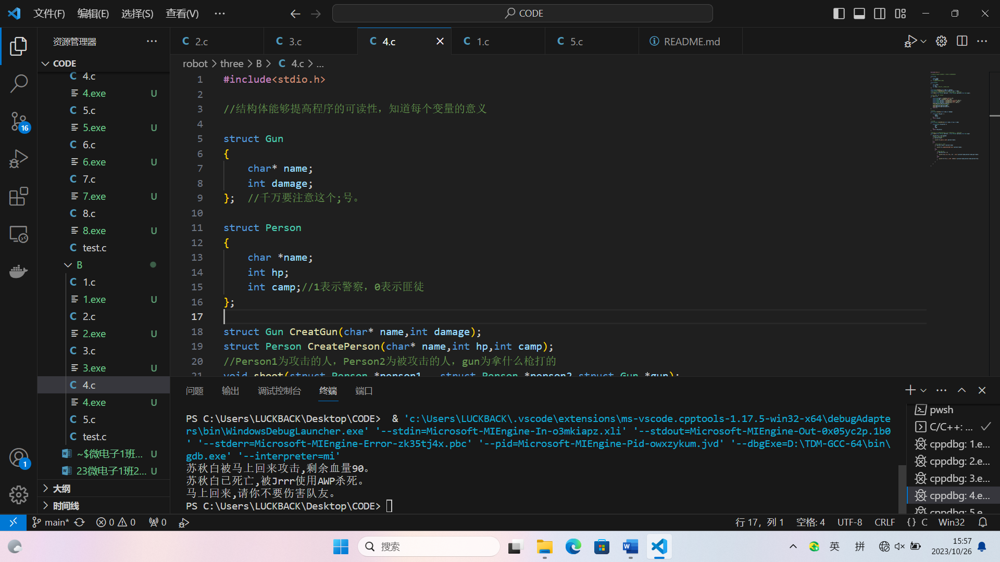 文件(F) 编辑(E) 选择(S) 查看(V) ···
CODE
资源管理器
CODE
4.c
4.exe U
5.c
5.exe U
6.c
6.exe U
7.c
7.exe U
8.c
8.exe U
test.c
B
1.c
1.exe U
2.c
2.exe U
3.c
3.exe U
4.c
4.exe U
5.c
test.c
~$微电子1班... U
23微电子1班2... U
大纲
时间线
16
1
2.c
3.c
4.c
1.c
5.c
README.md
robot > three > B > C 4.c > ...
1 #include<stdio.h>
2
3 //结构体能够提高程序的可读性，知道每个变量的意义
4
5 struct Gun
6 {
7 char* name;
8 int damage;
9 }; //千万要注意这个;号。
10
11 struct Person
12 {
13 char *name;
14 int hp;
15 int camp;//1表示警察，0表示匪徒
16 };
17
18 struct Gun CreatGun(char* name,int damage);
19 struct Person CreatePerson(char* name,int hp,int camp);
20 //Person1为攻击的人，Person2为被攻击的人，gun为拿什么枪打的
21 void shoot(struct Person *person1 , struct Person *person2,struct Gun *gun);
问题 输出 调试控制台 终端 端口
PS C:\Users\LUCKBACK\Desktop\CODE>  & 'c:\Users\LUCKBACK\.vscode\extensions\ms-vscode.cpptools-1.17.5-win32-x64\debugAdapte
rs\bin\WindowsDebugLauncher.exe' '--stdin=Microsoft-MIEngine-In-o3mkiapz.xli' '--stdout=Microsoft-MIEngine-Out-0x05yc2p.1b0
' '--stderr=Microsoft-MIEngine-Error-zk35tj4x.pbc' '--pid=Microsoft-MIEngine-Pid-owxzykum.jvd' '--dbgExe=D:\TDM-GCC-64\bin\
gdb.exe' '--interpreter=mi'
苏秋白被马上回来攻击,剩余血量90。
苏秋白已死亡,被Jrrr使用AWP杀死。
马上回来,请你不要伤害队友。
PS C:\Users\LUCKBACK\Desktop\CODE>
pwsh
C/C++: ...
cppdbg: 1.e...
cppdbg: 2.e...
cppdbg: 3.e...
cppdbg: 4.e...
cppdbg: 5.e...
main* 0 0 0
行 17，列 1 空格: 4 UTF-8 CRLF {} C Win32
搜索
英 拼
15:57
2023/10/26